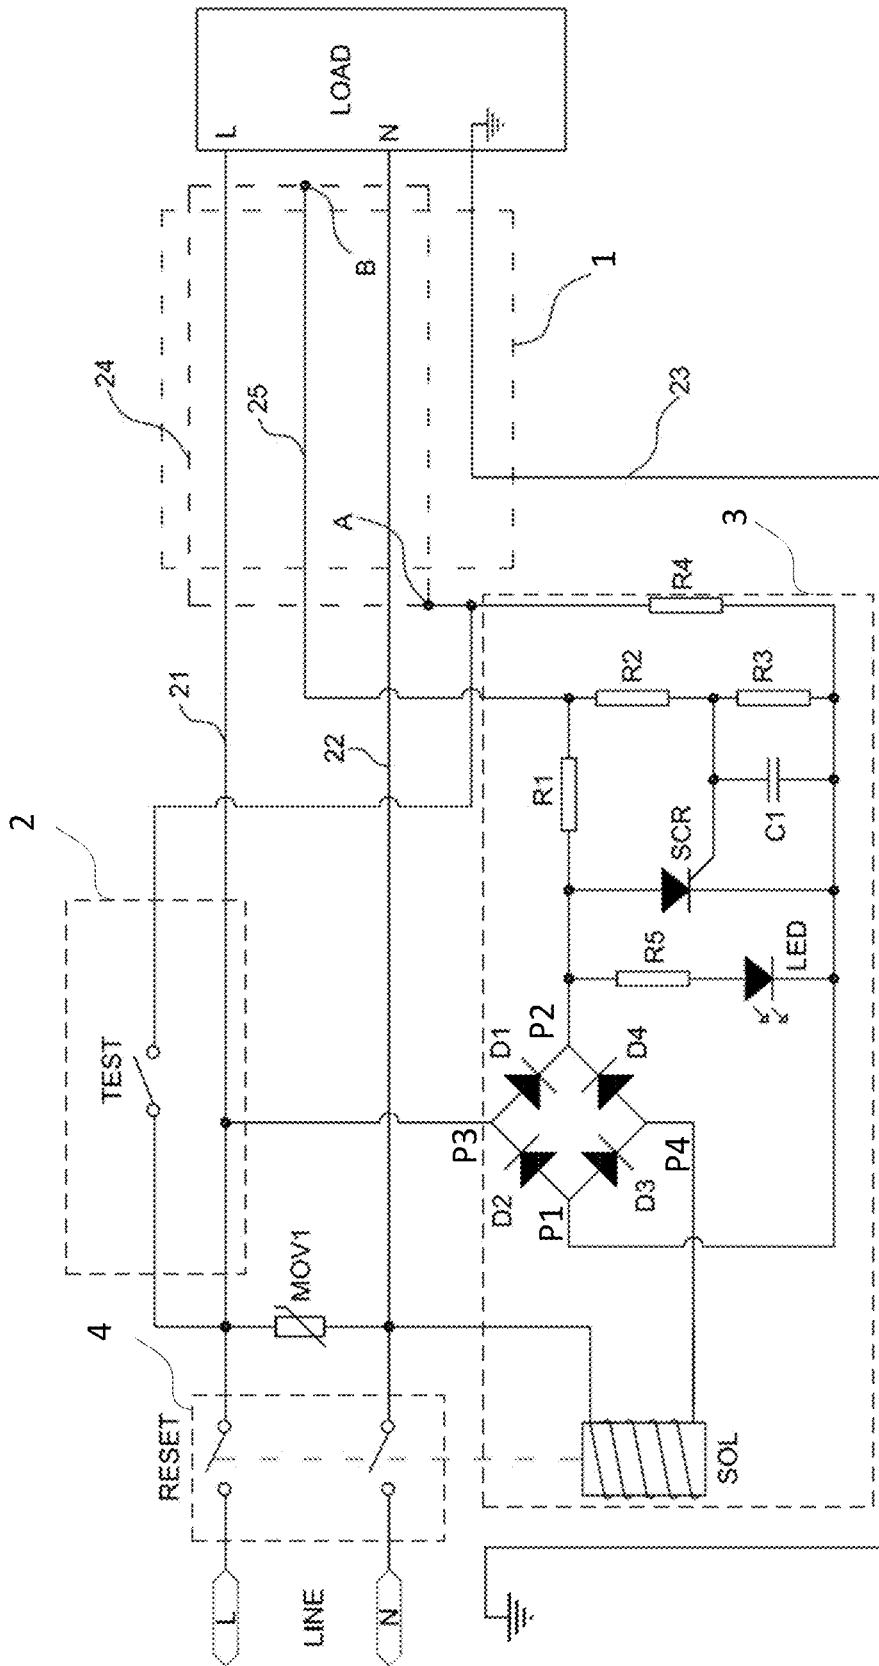 LOAD
L
N
1
B
24
25
23
A
3
R4
21
R2
R3
22
2
R1
C1
SCR
R5
LED
TEST
P2
D1
D4
P3
P4
D2
D3
P1
MOV1
4
RESET
SOL
L
LINE
N